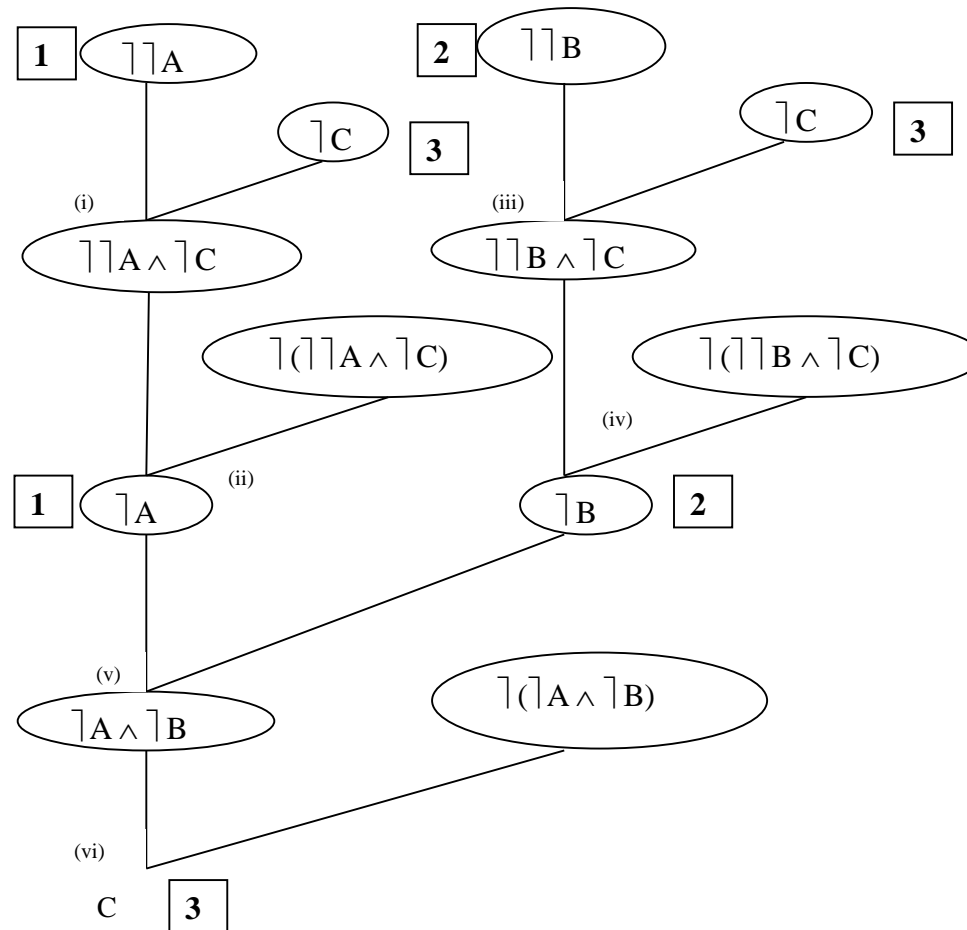 1 ⏋⏋A 2 ⏋⏋B
⏋C 3 ⏋C 3
(i) (iii)
⏋⏋A ∧ ⏋C ⏋⏋B ∧ ⏋C
⏋(⏋⏋A ∧ ⏋C) ⏋(⏋⏋B ∧ ⏋C)
(iv)
(ii)
1 ⏋A ⏋B 2
(v)
⏋A ∧ ⏋B ⏋(⏋A ∧ ⏋B)
(vi)
C 3